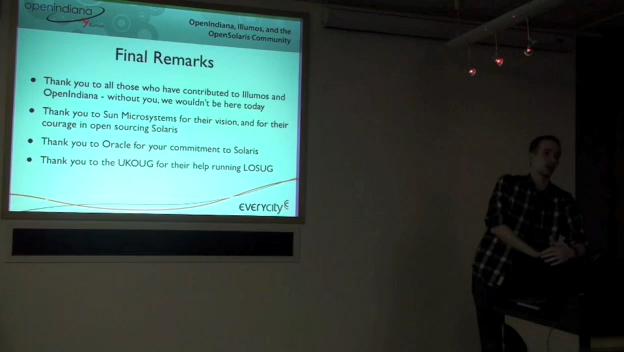 openindiana
OpenIndiana, Illumos, and the
OpenSolaris Community
Final Remarks
• Thank you to all those who have contributed to Illumos and
OpenIndiana - without you, we wouldn't be here today
• Thank you to Sun Microsystems for their vision, and for their
courage in open sourcing Solaris
• Thank you to Oracle for your commitment to Solaris
• Thank you to the UKOUG for their help running LOSUG
everycity